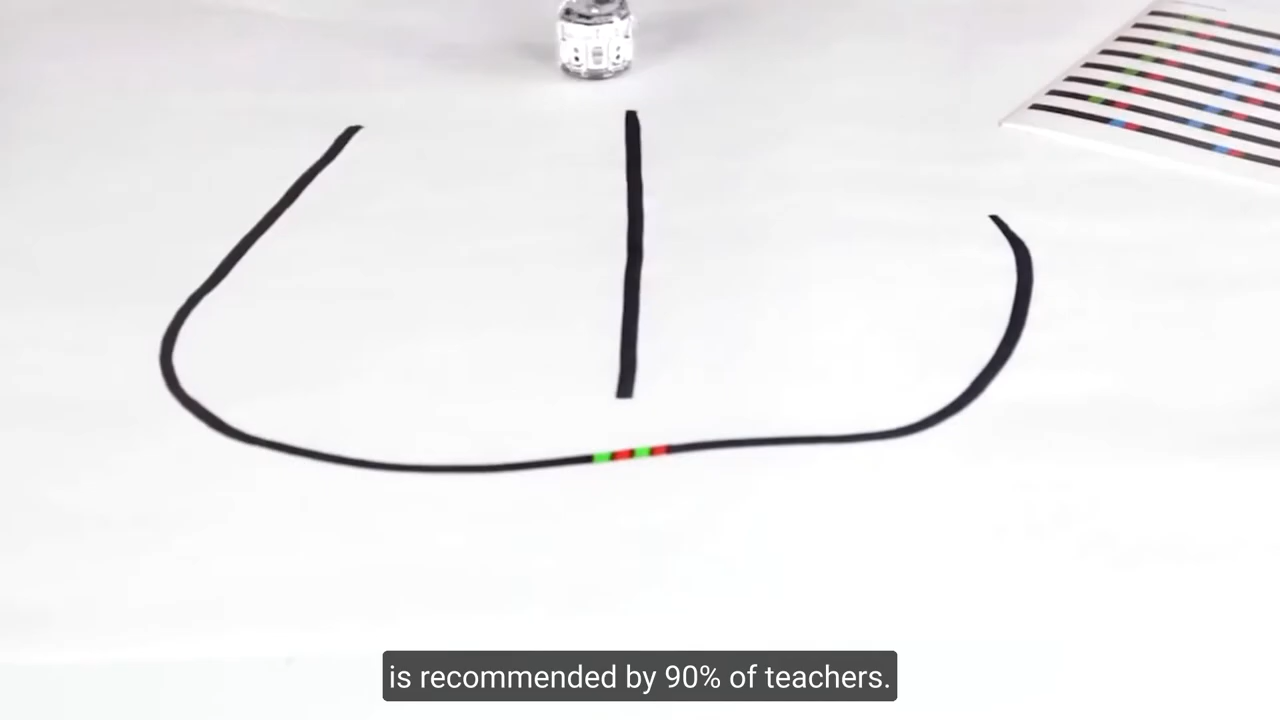 is recommended by 90% of teachers.